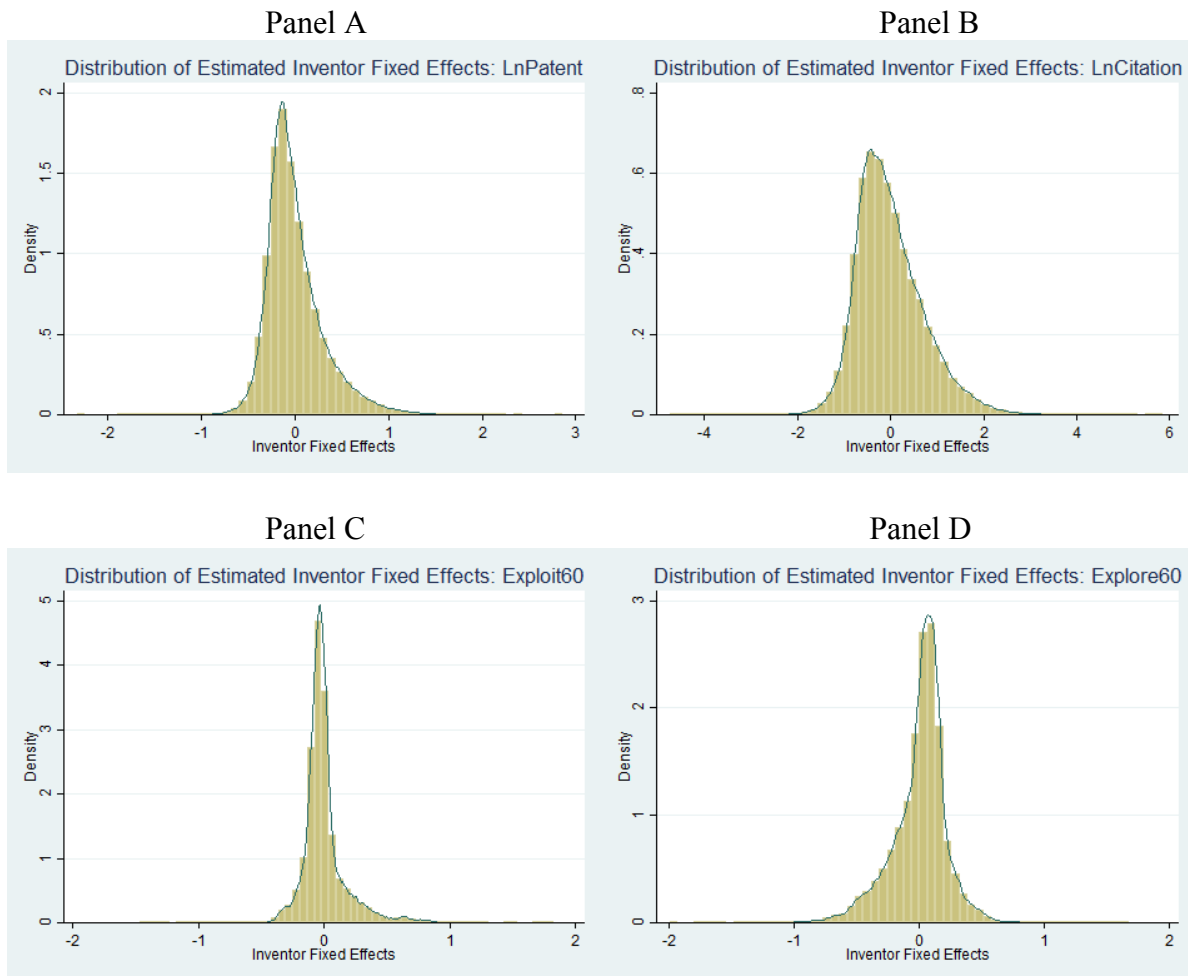 Panel A
Distribution of Estimated Inventor Fixed Effects: LnPatent
2
1.5
1
.5
0
Density
-2 -1 0 1 2 3
Inventor Fixed Effects
Panel B
Distribution of Estimated Inventor Fixed Effects: LnCitation
.8
.6
.4
.2
0
Density
-4 -2 0 2 4 6
Inventor Fixed Effects
Panel C
Distribution of Estimated Inventor Fixed Effects: Exploit60
5
4
3
2
1
0
Density
-2 -1 0 1 2
Inventor Fixed Effects
Panel D
Distribution of Estimated Inventor Fixed Effects: Explore60
3
2
1
0
Density
-2 -1 0 1 2
Inventor Fixed Effects